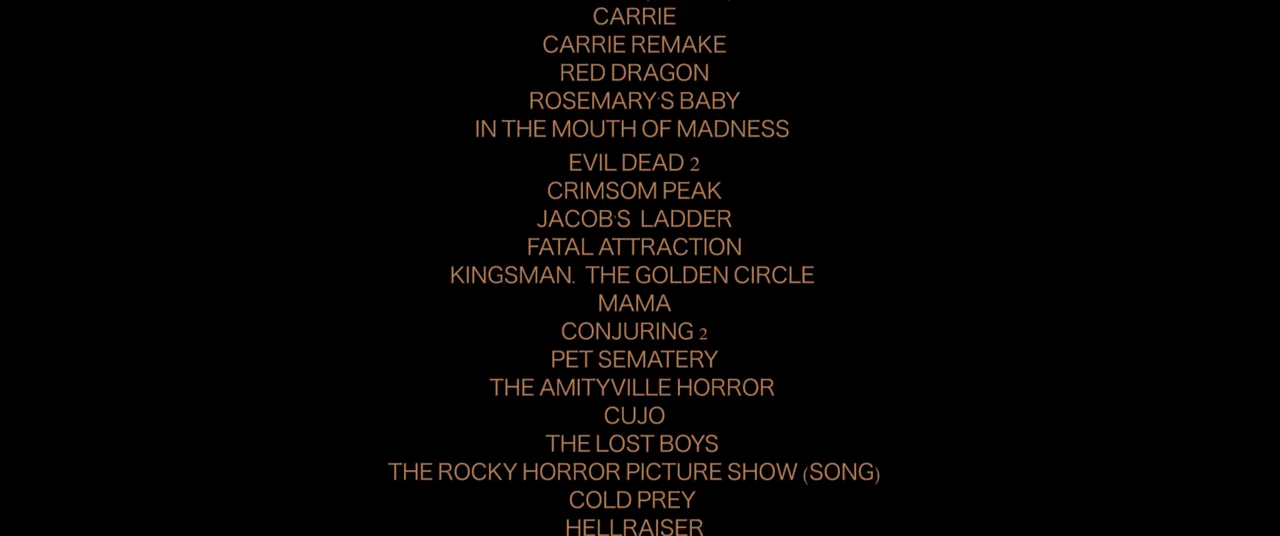 CARRIE
CARRIE REMAKE
RED DRAGON
ROSEMARY'S BABY
IN THE MOUTH OF MADNESS
EVIL DEAD 2
CRIMSOM PEAK
JACOB'S LADDER
FATAL ATTRACTION
KINGSMAN. THE GOLDEN CIRCLE
MAMA
CONJURING 2
PET SEMATERY
THE AMITYVILLE HORROR
CUJO
THE LOST BOYS
THE ROCKY HORROR PICTURE SHOW (SONG)
COLD PREY
HELLRAISER